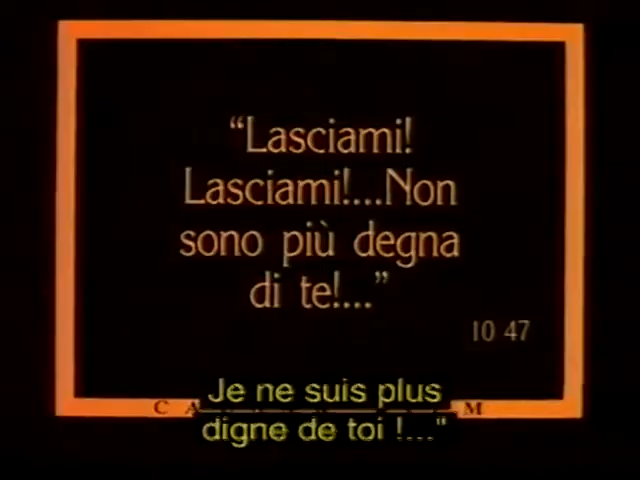 “Lasciami!
Lasciami!...Non
sono più degna
di te!...”
10 47
Je ne suis plus
digne de toi !..."